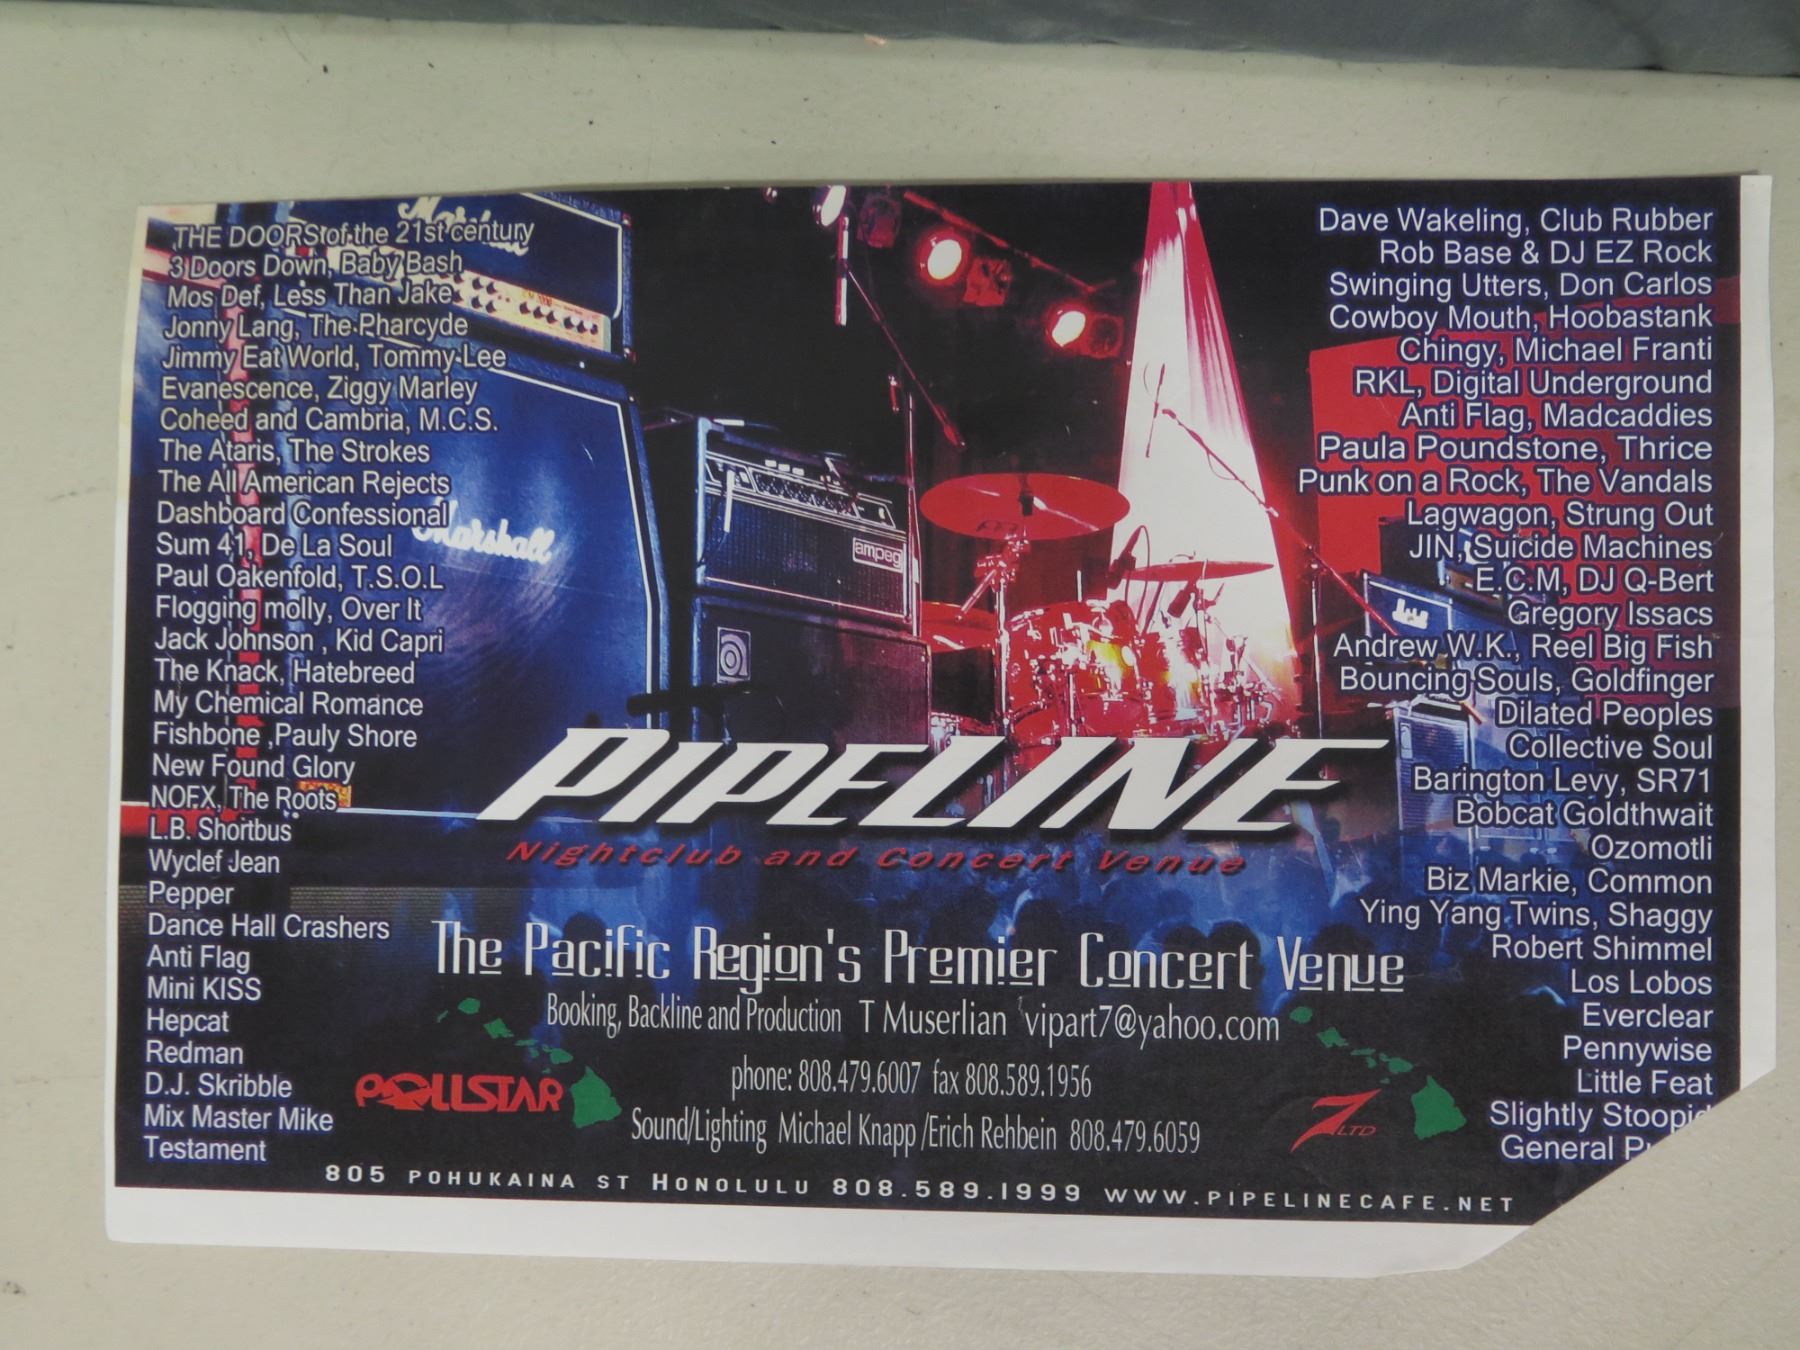 THE DOORS of the 21st century
3 Doors Down, Baby Bash
Mos Def, Less Than Jake
Jonny Lang, The Pharcyde
Jimmy Eat World, Tommy Lee
Evanescence, Ziggy Marley
Coheed and Cambria, M.C.S.
The Ataris, The Strokes
The All American Rejects
Dashboard Confessional
Sum 41, De La Soul
Paul Oakenfold, T.S.O.L
Flogging molly, Over It
Jack Johnson , Kid Capri
The Knack, Hatebreed
My Chemical Romance
Fishbone ,Pauly Shore
New Found Glory
NOFX, The Roots
L.B. Shortbus
Wyclef Jean
Pepper
Dance Hall Crashers
Anti Flag
Mini KISS
Hepcat
Redman
D.J. Skribble
Mix Master Mike
Testament
Marshall
ampeg
Dave Wakeling, Club Rubber
Rob Base & DJ EZ Rock
Swinging Utters, Don Carlos
Cowboy Mouth, Hoobastank
Chingy, Michael Franti
RKL, Digital Underground
Anti Flag, Madcaddies
Paula Poundstone, Thrice
Punk on a Rock, The Vandals
Lagwagon, Strung Out
JIN, Suicide Machines
E.C.M, DJ Q-Bert
Gregory Issacs
Andrew W.K., Reel Big Fish
Bouncing Souls, Goldfinger
Dilated Peoples
Collective Soul
Barington Levy, SR71
Bobcat Goldthwait
Ozomotli
Biz Markie, Common
Ying Yang Twins, Shaggy
Robert Shimmel
Los Lobos
Everclear
Pennywise
Little Feat
Slightly
General
PIPELINE
Nightclub and Concert Venue
The Pacific Region's Premier Concert Venue
Booking, Backline and Production T Muserlian vipart7@yahoo.com
phone: 808.479.6007 fax 808.589.1956
POLLSTAR
Sound/Lighting Michael Knapp /Erich Rehbein 808.479.6059
LTD
805 POHUKAINA ST HONOLULU 808.589.1999 WWW.PIPELINECAFE.NET